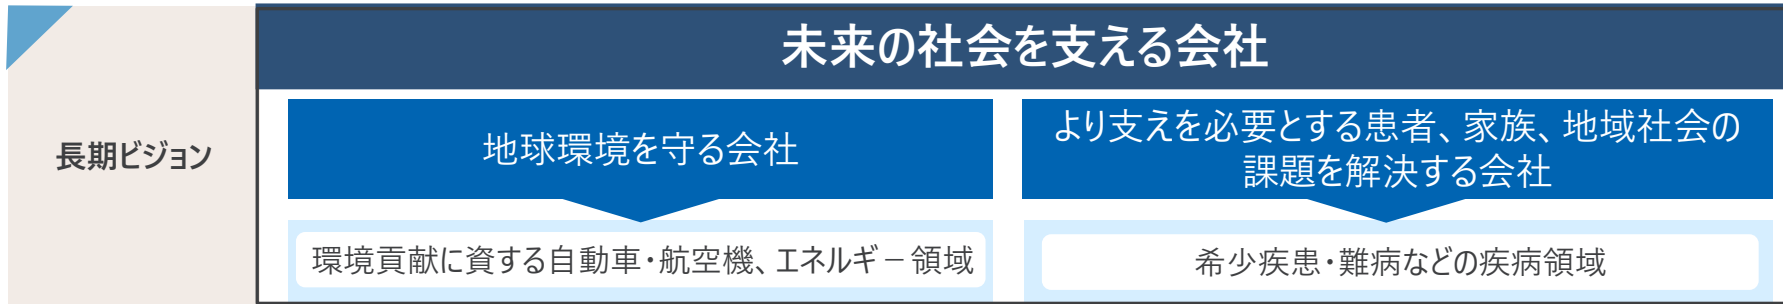 未来の社会を支える会社
長期ビジョン
地球環境を守る会社
より支えを必要とする患者、家族、地域社会の
課題を解決する会社
環境貢献に資する自動車・航空機、エネルギ－領域
希少疾患・難病などの疾病領域